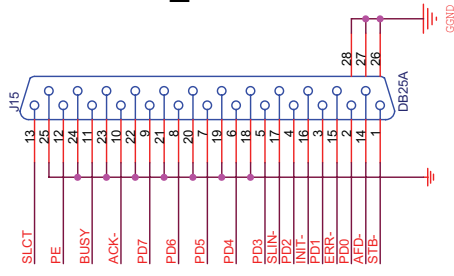 GGND
28
27
26
J15
DB25A
13
25
12
24
11
23
10
22
9
21
8
20
7
19
6
18
5
17
4
16
3
15
2
14
1
SLCT
PE
BUSY
ACK-
PD7
PD6
PD5
PD4
PD3
SLIN-
PD2
INIT-
PD1
ERR-
PD0
AFD-
STB-